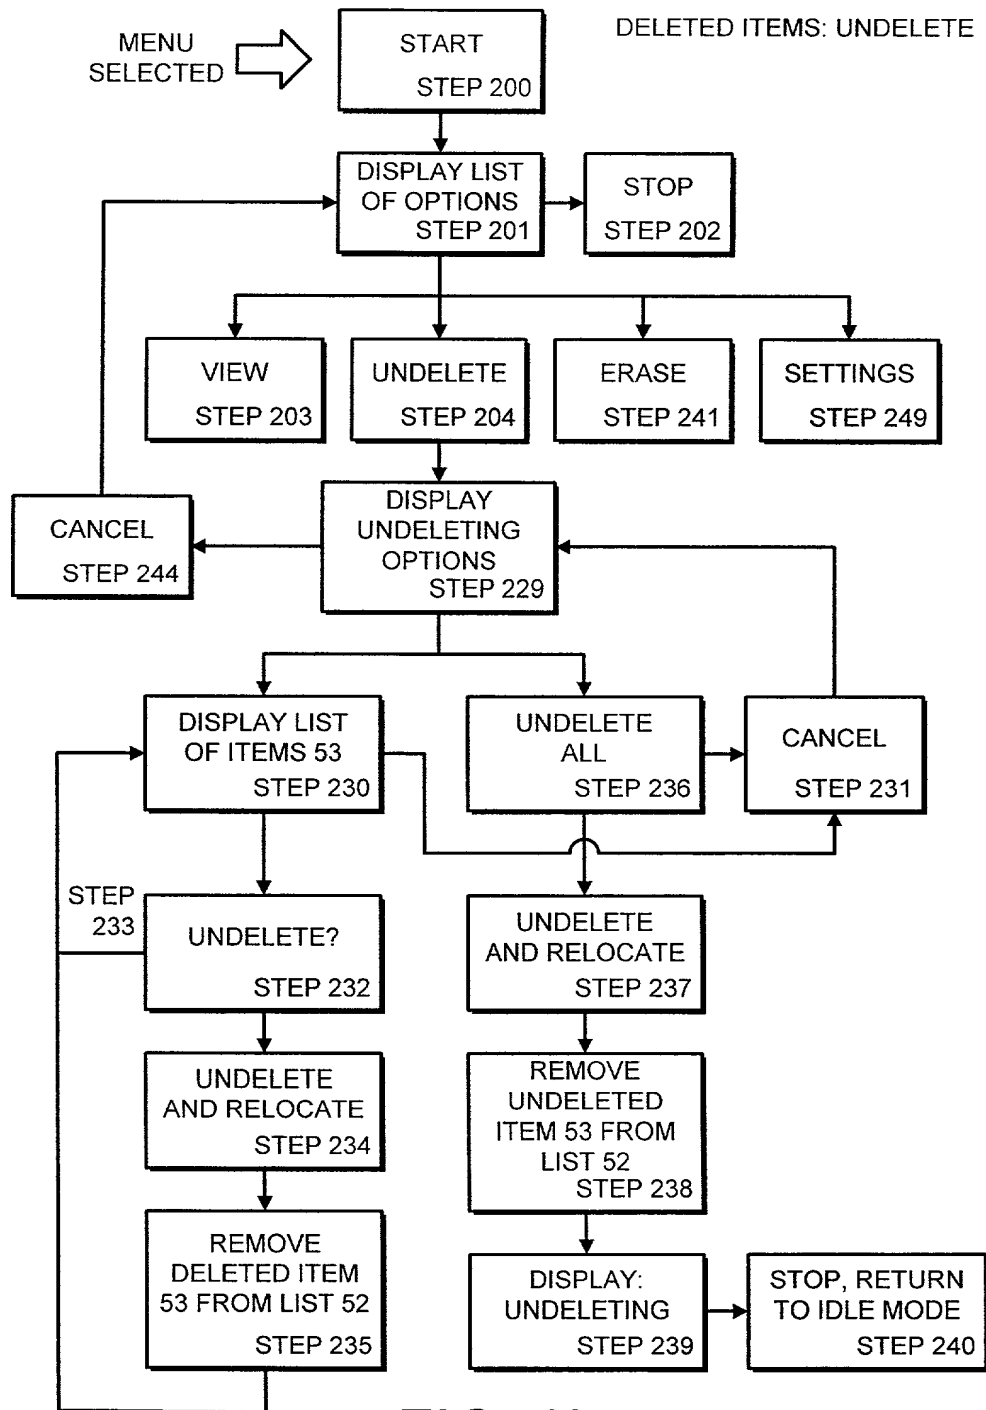 DELETED ITEMS: UNDELETE
MENU
SELECTED
START
STEP 200
DISPLAY LIST
OF OPTIONS
STEP 201
STOP
STEP 202
VIEW
STEP 203
UNDELETE
STEP 204
ERASE
STEP 241
SETTINGS
STEP 249
CANCEL
STEP 244
DISPLAY
UNDELETING
OPTIONS
STEP 229
DISPLAY LIST
OF ITEMS 53
STEP 230
UNDELETE
ALL
STEP 236
CANCEL
STEP 231
STEP
233
UNDELETE?
STEP 232
UNDELETE
AND RELOCATE
STEP 237
UNDELETE
AND RELOCATE
STEP 234
REMOVE
UNDELETED
ITEM 53 FROM
LIST 52
STEP 238
REMOVE
DELETED ITEM
53 FROM LIST 52
STEP 235
DISPLAY:
UNDELETING
STEP 239
STOP, RETURN
TO IDLE MODE
STEP 240